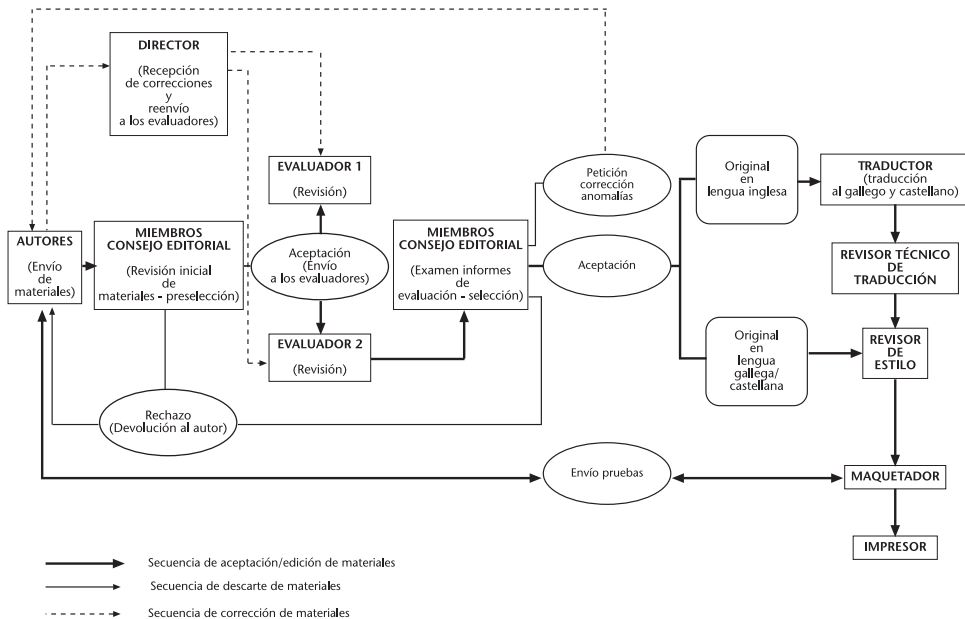 DIRECTOR
(Recepción
de correcciones
y
reenvío
a los evaluadores)
EVALUADOR 1
(Revisión)
Petición
corrección
anomalías
Original
en
lengua inglesa
TRADUCTOR
(traducción
al gallego y castellano)
AUTORES
(Envío
de
materiales)
MIEMBROS
CONSEJO EDITORIAL
(Revisión inicial
de
materiales - preselección)
Aceptación
(Envío
a los evaluadores)
MIEMBROS
CONSEJO EDITORIAL
(Examen informes
de
evaluación - selección)
Aceptación
REVISOR TÉCNICO
DE
TRADUCCIÓN
EVALUADOR 2
(Revisión)
Original
en
lengua
gallega/
castellana
REVISOR
DE
ESTILO
Rechazo
(Devolución al autor)
Envío pruebas
MAQUETADOR
IMPRESOR
Secuencia de aceptación/edición de materiales
Secuencia de descarte de materiales
Secuencia de corrección de materiales